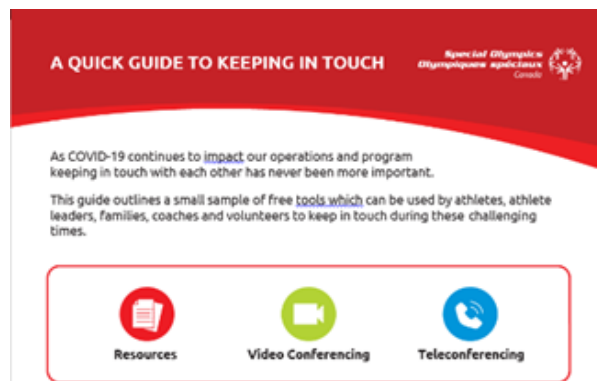 A QUICK GUIDE TO KEEPING IN TOUCH
Special Olympics
Olympiques spéciaux
Canada
As COVID-19 continues to impact our operations and program
keeping in touch with each other has never been more important.
This guide outlines a small sample of free tools which can be used by athletes, athlete
leaders, families, coaches and volunteers to keep in touch during these challenging
times.
Resources
Video Conferencing
Teleconferencing